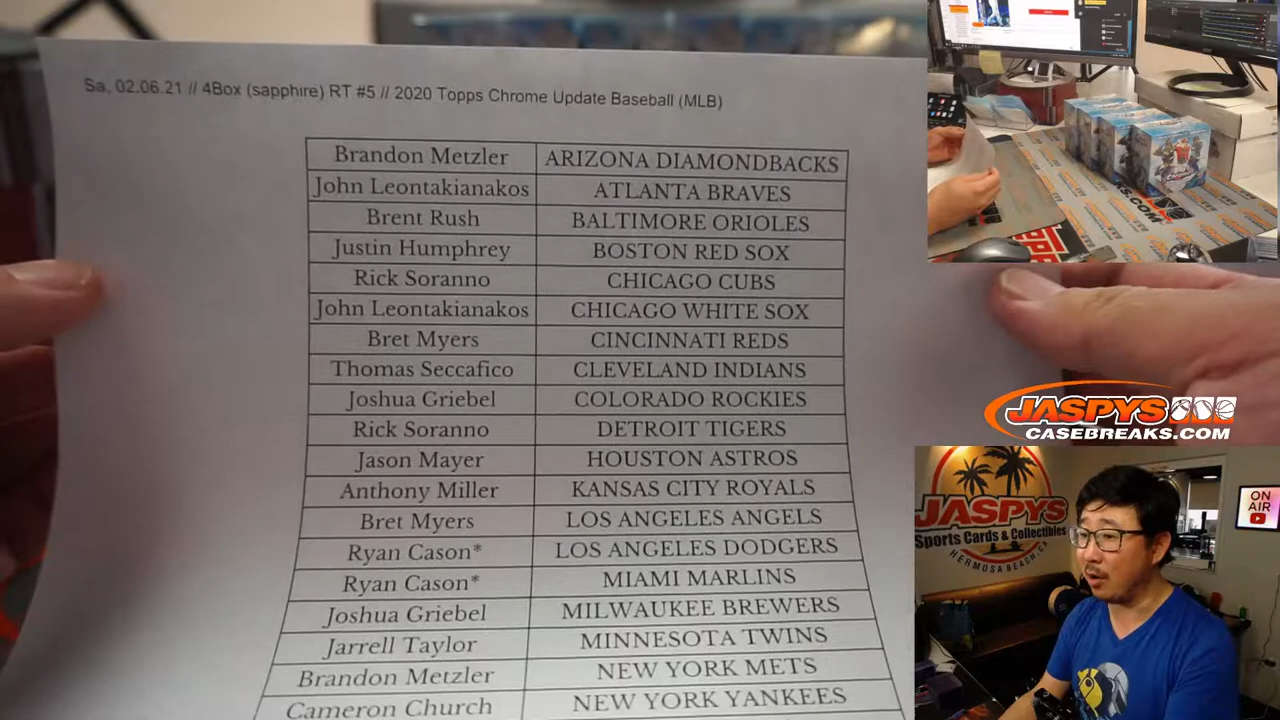 Sa, 02.06.21 // 4Box (sapphire) RT #5 // 2020 Topps Chrome Update Baseball (MLB)
Brandon Metzler ARIZONA DIAMONDBACKS
John Leontakianakos ATLANTA BRAVES
Brent Rush BALTIMORE ORIOLES
Justin Humphrey BOSTON RED SOX
Rick Soranno CHICAGO CUBS
John Leontakianakos CHICAGO WHITE SOX
Bret Myers CINCINNATI REDS
Thomas Seccafico CLEVELAND INDIANS
Joshua Griebel COLORADO ROCKIES
Rick Soranno DETROIT TIGERS
Jason Mayer HOUSTON ASTROS
Anthony Miller KANSAS CITY ROYALS
Bret Myers LOS ANGELES ANGELS
Ryan Cason* LOS ANGELES DODGERS
Ryan Cason* MIAMI MARLINS
Joshua Griebel MILWAUKEE BREWERS
Jarrell Taylor MINNESOTA TWINS
Brandon Metzler NEW YORK METS
Cameron Church NEW YORK YANKEES
JASPYS
CASEBREAKS.COM
JASPYS
Sports Cards & Collectibles
HERMOSA BEACH, CA
ON
AIR